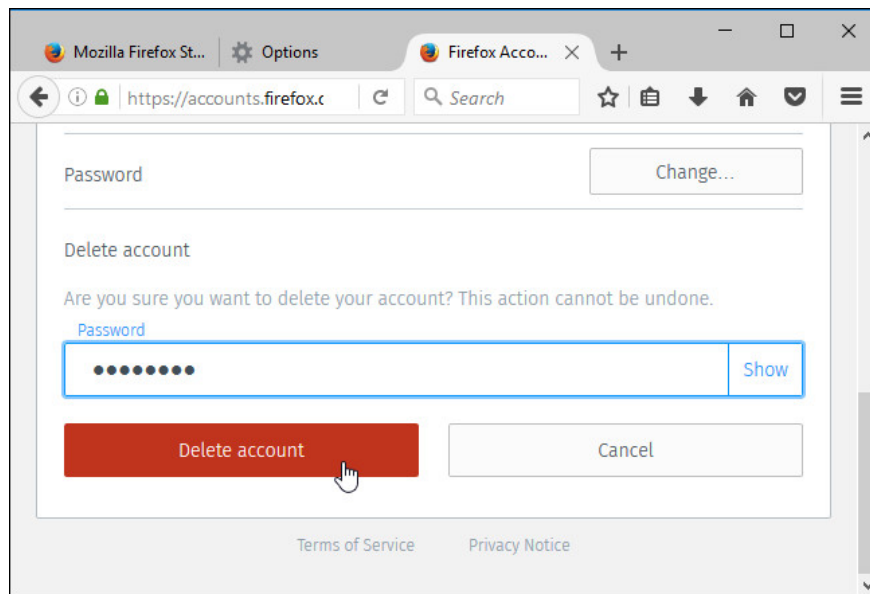 Mozilla Firefox St...
Options
Firefox Acco...
https://accounts.firefox.c
Search
Password
Change...
Delete account
Are you sure you want to delete your account? This action cannot be undone.
Password
●●●●●●●●
Show
Delete account
Cancel
Terms of Service
Privacy Notice